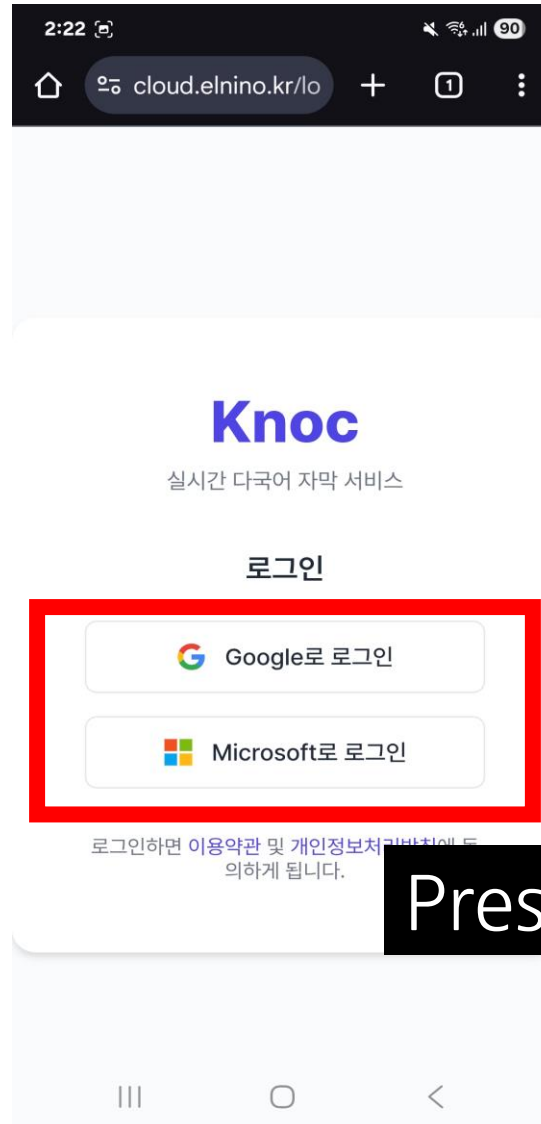 2:22
90
cloud.elnino.kr/lo
1
Knoc
실시간 다국어 자막 서비스
로그인
Google로 로그인
Microsoft로 로그인
로그인하면 이용약관 및 개인정보처리방침에 동
의하게 됩니다.
Pres